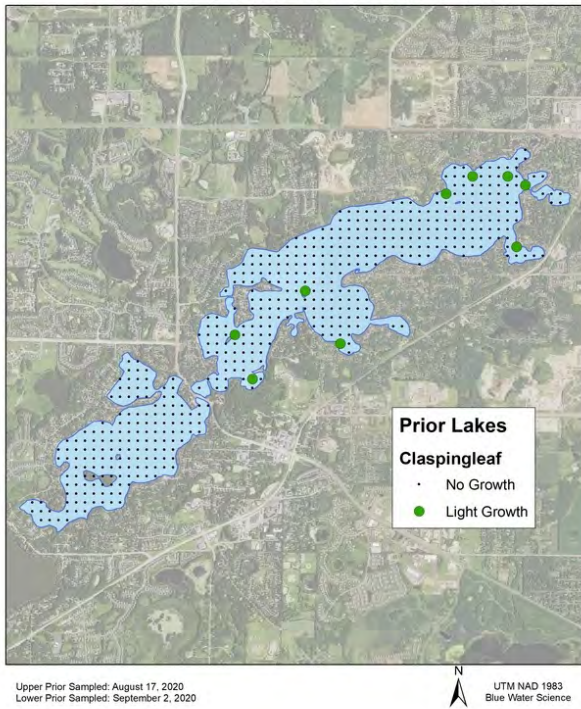 Prior Lakes
Claspingleaf
No Growth
Light Growth
Upper Prior Sampled: August 17, 2020
Lower Prior Sampled: September 2, 2020
N
UTM NAD 1983
Blue Water Science